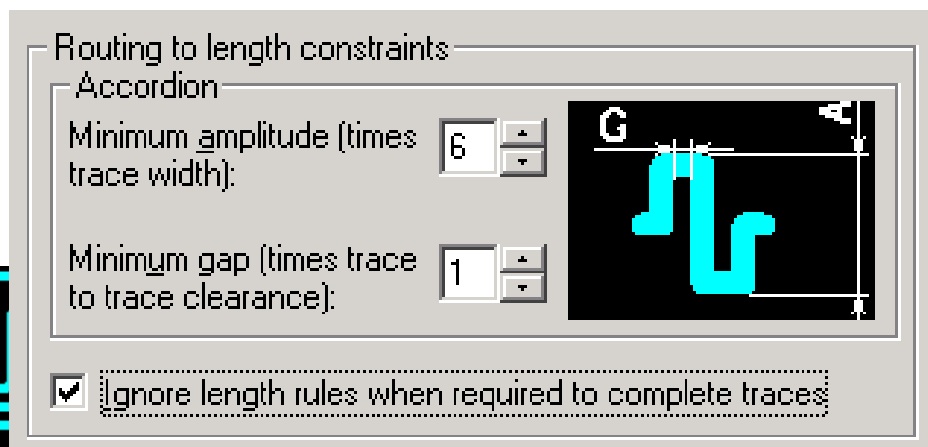 Routing to length constraints
Accordion
Minimum amplitude (times
trace width):
6
G
A
Minimum gap (times trace
to trace clearance):
1
Ignore length rules when required to complete traces